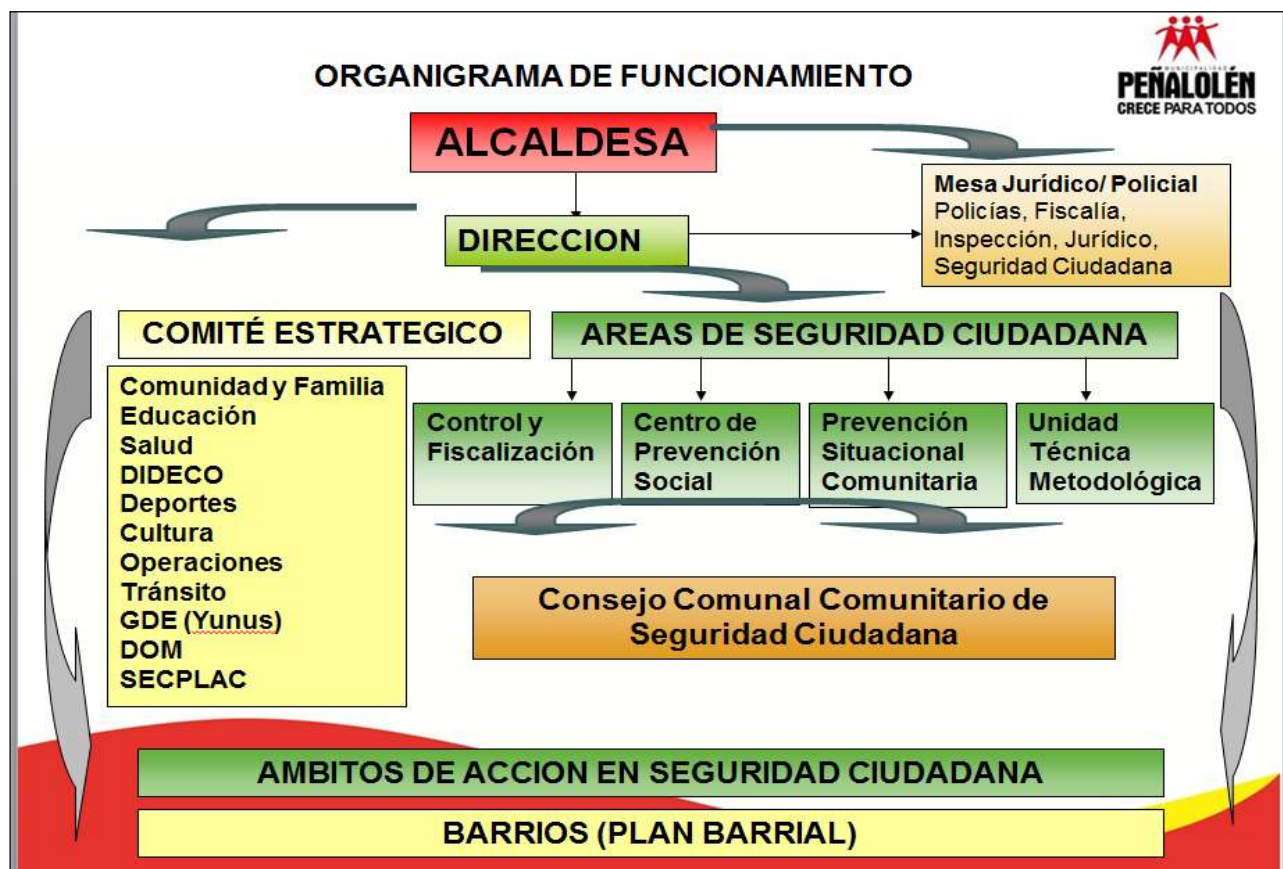 ORGANIGRAMA DE FUNCIONAMIENTO
MUNICIPALIDAD
PEÑALOLÉN
CRECE PARA TODOS
ALCALDESA
Mesa Jurídico/ Policial
Policías, Fiscalía,
Inspección, Jurídico,
Seguridad Ciudadana
DIRECCION
COMITÉ ESTRATEGICO
AREAS DE SEGURIDAD CIUDADANA
Comunidad y Familia
Educación
Salud
DIDECO
Deportes
Cultura
Operaciones
Tránsito
GDE (Yunus)
DOM
SECPLAC
Control y
Fiscalización
Centro de
Prevención
Social
Prevención
Situacional
Comunitaria
Unidad
Técnica
Metodológica
Consejo Comunal Comunitario de
Seguridad Ciudadana
AMBITOS DE ACCION EN SEGURIDAD CIUDADANA
BARRIOS (PLAN BARRIAL)